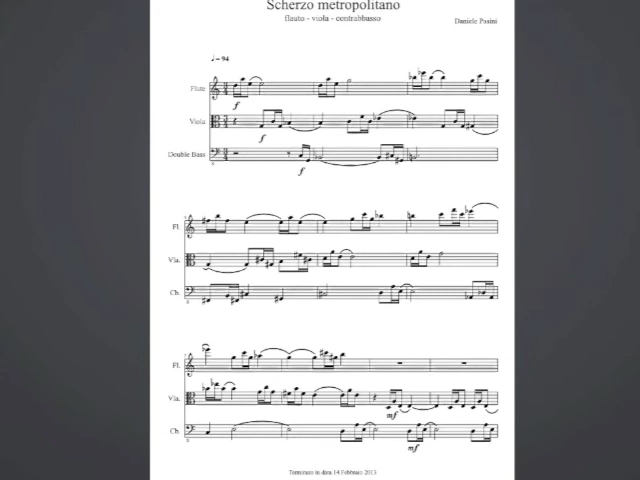 Scherzo metropolitano
flauto - viola - contrabbasso
Daniele Pasini
♩ = 94
Flute
f
Viola
f
Double Bass
f
Fl.
Vla.
Cb.
Fl.
Vla.
mf
Cb.
mf
Terminato in data 14 Febbraio 2013